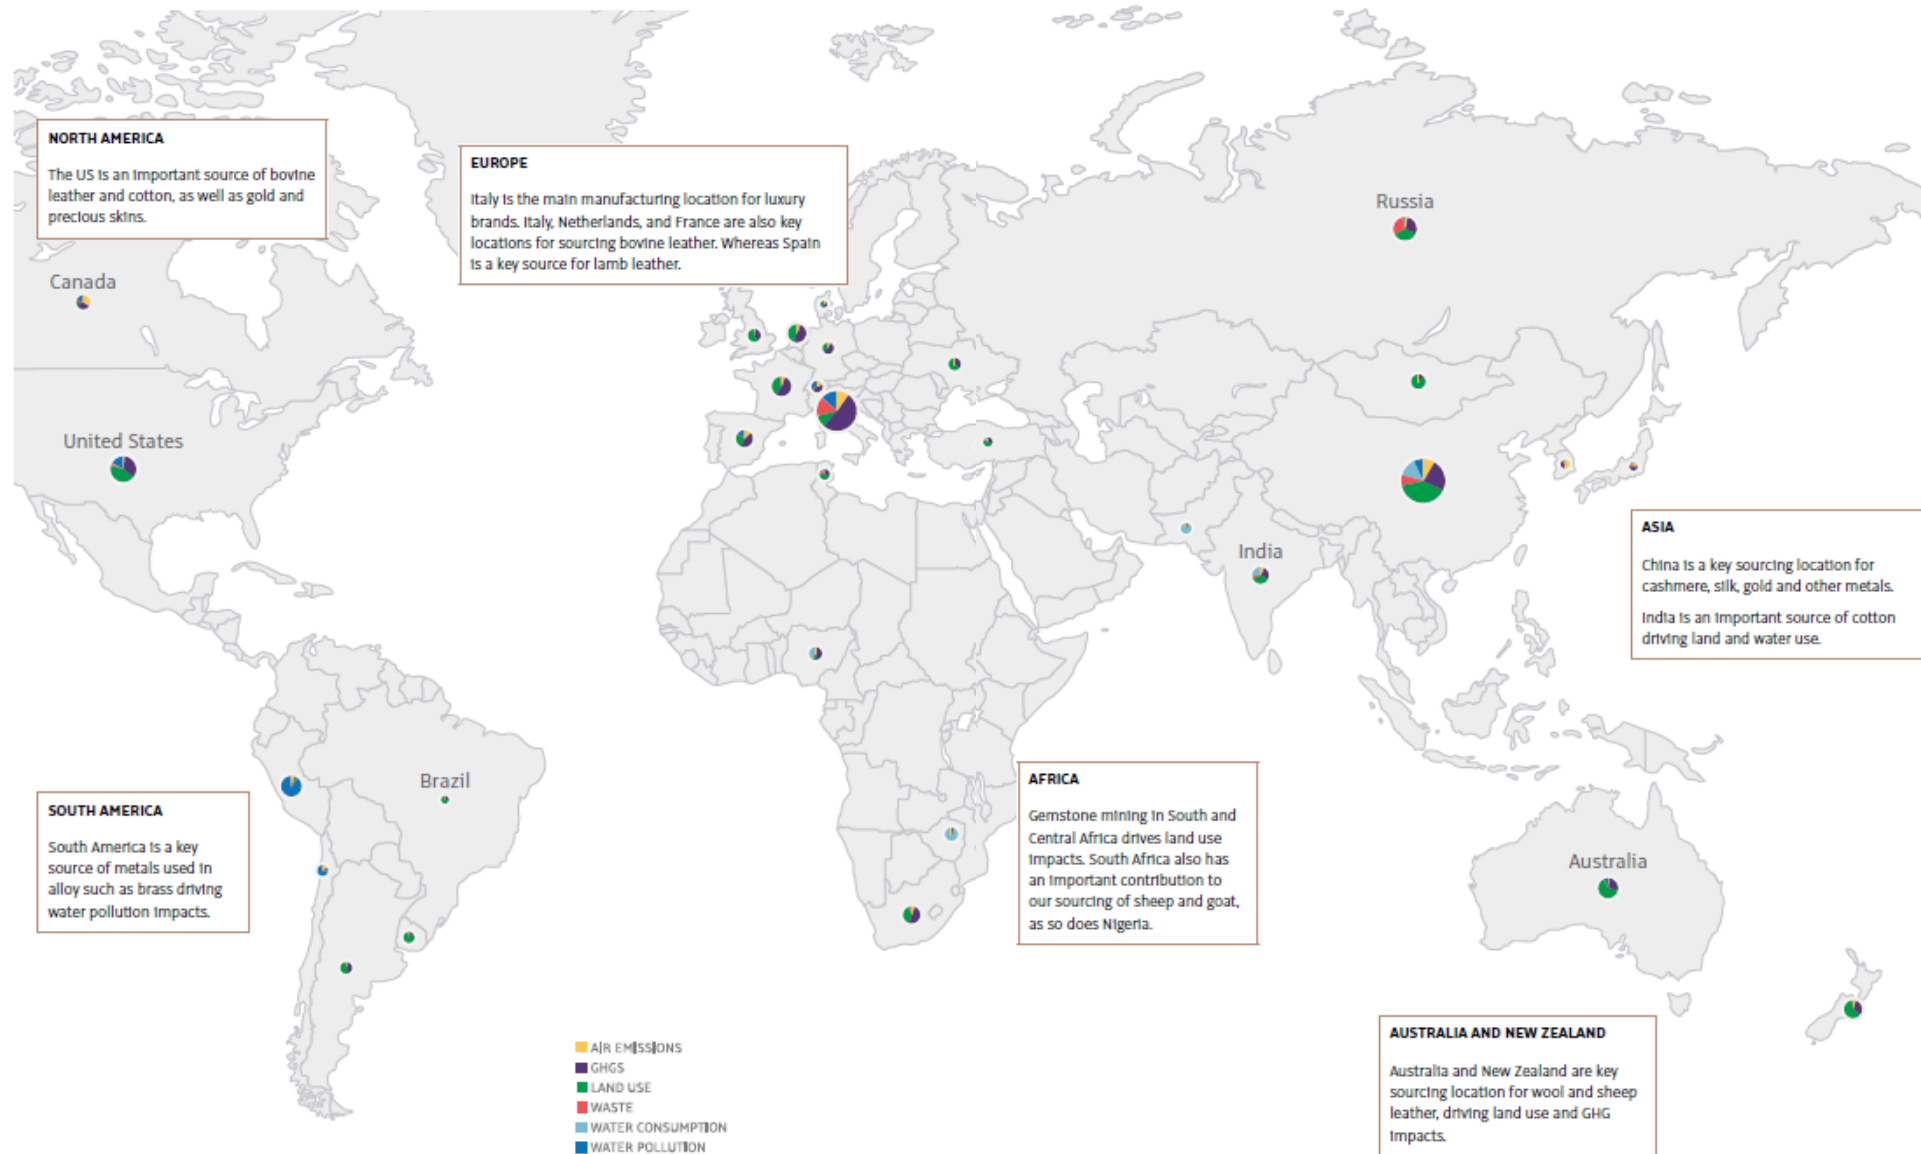 NORTH AMERICA
The US is an important source of bovine
leather and cotton, as well as gold and
precious skins.
EUROPE
Italy is the main manufacturing location for luxury
brands. Italy, Netherlands, and France are also key
locations for sourcing bovine leather. Whereas Spain
is a key source for lamb leather.
Russia
Canada
United States
India
ASIA
China is a key sourcing location for
cashmere, silk, gold and other metals.
India is an important source of cotton
driving land and water use.
Brazil
SOUTH AMERICA
South America is a key
source of metals used in
alloy such as brass driving
water pollution impacts.
AFRICA
Gemstone mining in South and
Central Africa drives land use
impacts. South Africa also has
an important contribution to
our sourcing of sheep and goat,
as so does Nigeria.
Australia
AUSTRALIA AND NEW ZEALAND
Australia and New Zealand are key
sourcing location for wool and sheep
leather, driving land use and GHG
impacts.
AIR EMISSIONS
GHGS
LAND USE
WASTE
WATER CONSUMPTION
WATER POLLUTION